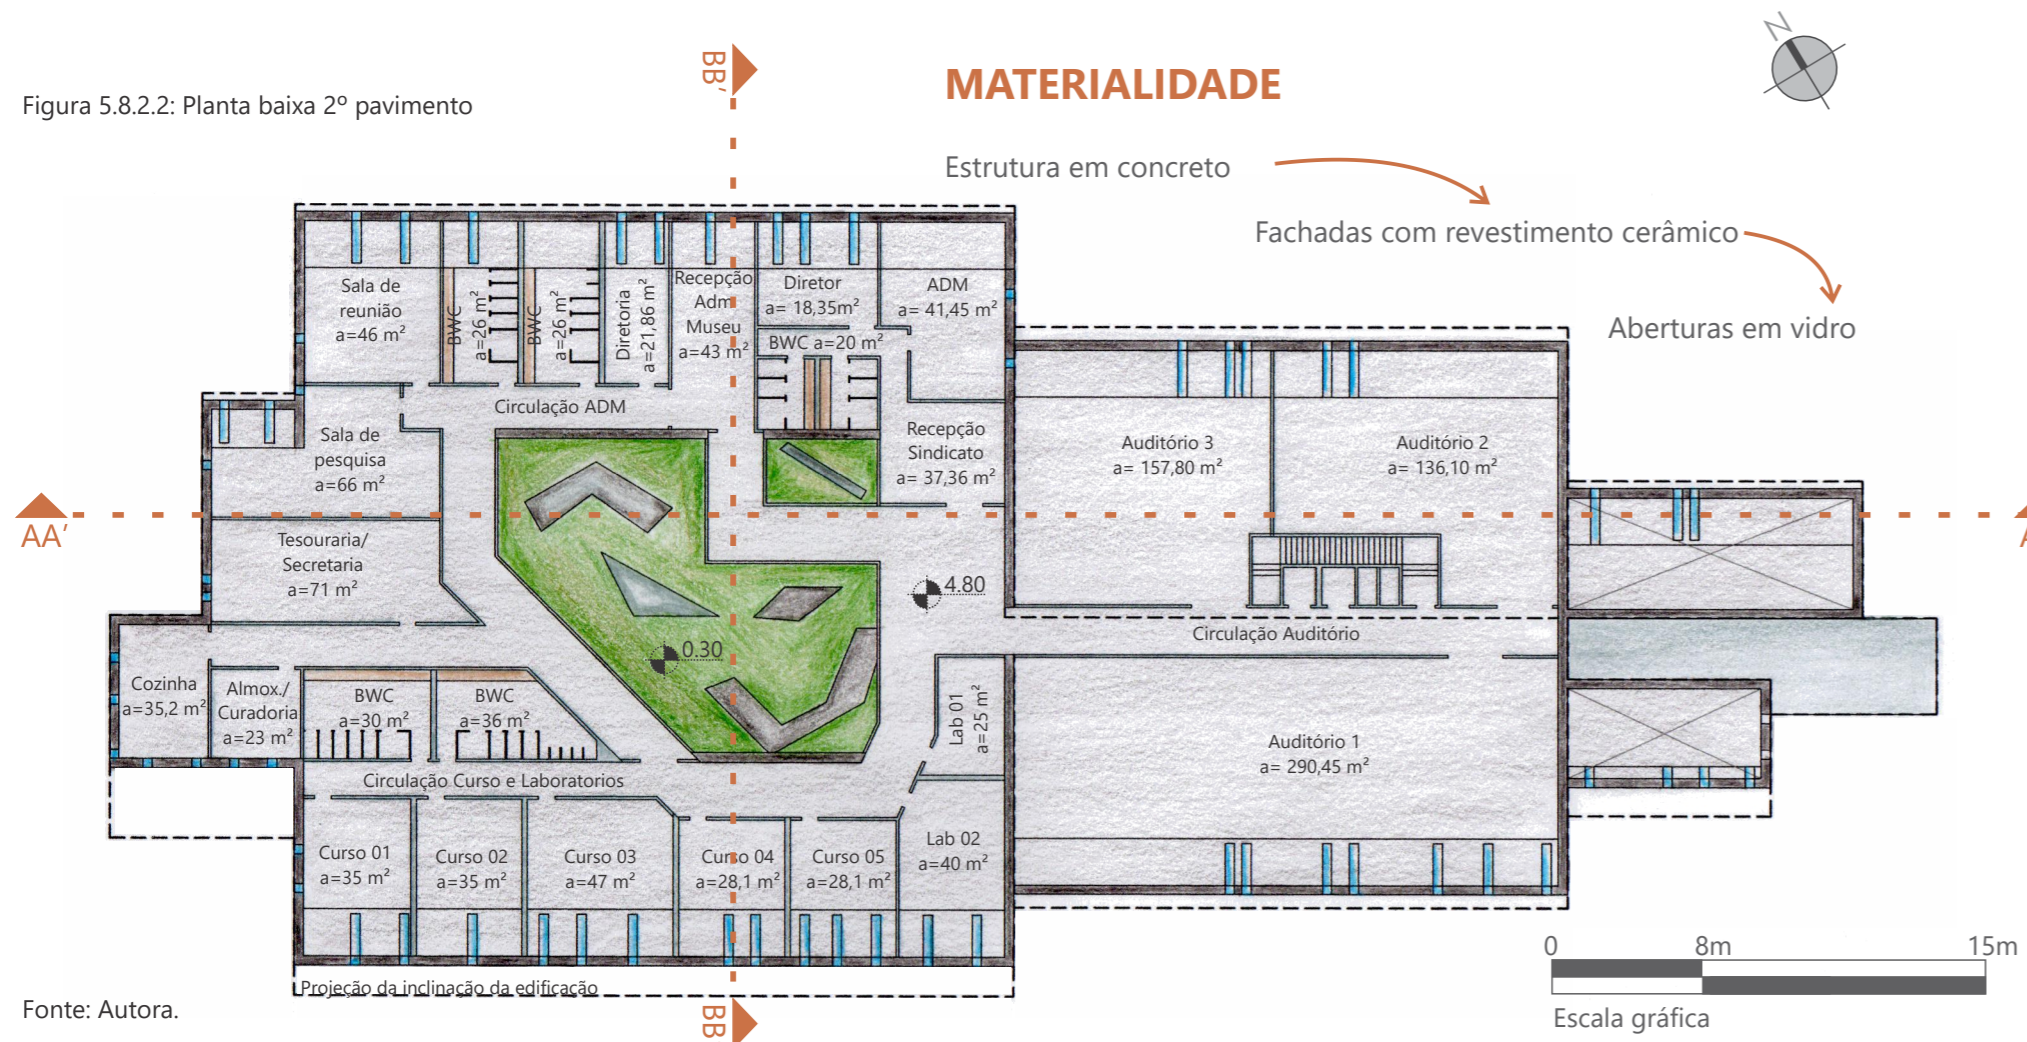 BB'
N
MATERIALIDADE
Figura 5.8.2.2: Planta baixa 2º pavimento
Estrutura em concreto
Fachadas com revestimento cerâmico
Aberturas em vidro
Sala de
reunião
a=46 m²
BWC
a=26 m²
BWC
a=26 m²
Diretoria
a=21,86 m²
Recepção
Adm
Museu
a=43 m²
Diretor
a= 18,35m²
ADM
a= 41,45 m²
BWC a=20 m²
Circulação ADM
Sala de
pesquisa
a=66 m²
Recepção
Sindicato
a= 37,36 m²
Auditório 3
a= 157,80 m²
Auditório 2
a= 136,10 m²
AA'
A
Tesouraria/
Secretaria
a=71 m²
4.80
0.30
Circulação Auditório
Cozinha
a=35,2 m²
Almox./
Curadoria
a=23 m²
BWC
a=30 m²
BWC
a=36 m²
Lab 01
a=25 m²
Auditório 1
a= 290,45 m²
Circulação Curso e Laboratorios
Curso 01
a=35 m²
Curso 02
a=35 m²
Curso 03
a=47 m²
Curso 04
a=28,1 m²
Curso 05
a=28,1 m²
Lab 02
a=40 m²
Projeção da inclinação da edificação
0 8m 15m
Escala gráfica
Fonte: Autora.
BB